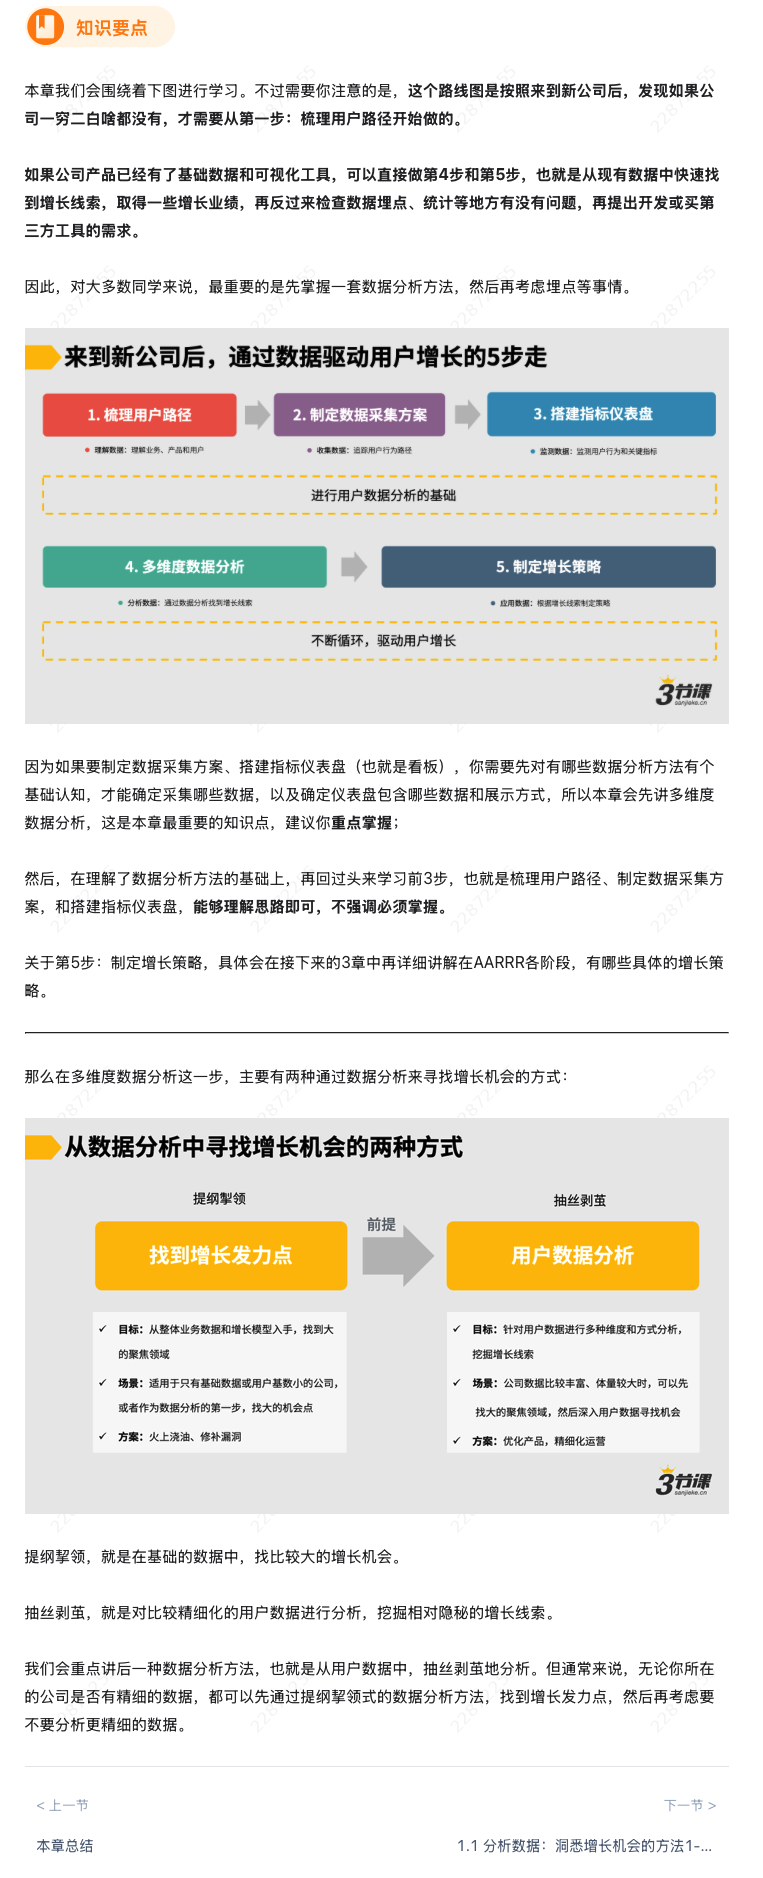 知识要点
本章我们会围绕着下图进行学习。不过需要你注意的是，这个路线图是按照来到新公司后，发现如果公
司一穷二白啥都没有，才需要从第一步：梳理用户路径开始做的。
如果公司产品已经有了基础数据和可视化工具，可以直接做第4步和第5步，也就是从现有数据中快速找
到增长线索，取得一些增长业绩，再反过来检查数据埋点、统计等地方有没有问题，再提出开发或买第
三方工具的需求。
因此，对大多数同学来说，最重要的是先掌握一套数据分析方法，然后再考虑埋点等事情。
来到新公司后，通过数据驱动用户增长的5步走
1. 梳理用户路径
2. 制定数据采集方案
3. 搭建指标仪表盘
理解数据：理解业务、产品和用户
收集数据：追踪用户行为路径
监测数据：监测用户行为和关键指标
进行用户数据分析的基础
4. 多维度数据分析
5. 制定增长策略
分析数据：通过数据分析找到增长线索
应用数据：根据增长线索制定策略
不断循环，驱动用户增长
3节课
sanjieke.cn
因为如果要制定数据采集方案、搭建指标仪表盘（也就是看板），你需要先对有哪些数据分析方法有个
基础认知，才能确定采集哪些数据，以及确定仪表盘包含哪些数据和展示方式，所以本章会先讲多维度
数据分析，这是本章最重要的知识点，建议你重点掌握；
然后，在理解了数据分析方法的基础上，再回过头来学习前3步，也就是梳理用户路径、制定数据采集方
案，和搭建指标仪表盘，能够理解思路即可，不强调必须掌握。
关于第5步：制定增长策略，具体会在接下来的3章中再详细讲解在AARRR各阶段，有哪些具体的增长策
略。
那么在多维度数据分析这一步，主要有两种通过数据分析来寻找增长机会的方式：
从数据分析中寻找增长机会的两种方式
提纲掣领
抽丝剥茧
前提
找到增长发力点
用户数据分析
✓ 目标：从整体业务数据和增长模型入手，找到大
的聚焦领域
✓ 场景：适用于只有基础数据或用户基数小的公司，
或者作为数据分析的第一步，找大的机会点
✓ 方案：火上浇油、修补漏洞
✓ 目标：针对用户数据进行多种维度和方式分析，
挖掘增长线索
✓ 场景：公司数据比较丰富、体量较大时，可以先
找大的聚焦领域，然后深入用户数据寻找机会
✓ 方案：优化产品，精细化运营
3节课
sanjieke.cn
提纲挈领，就是在基础的数据中，找比较大的增长机会。
抽丝剥茧，就是对比较精细化的用户数据进行分析，挖掘相对隐秘的增长线索。
我们会重点讲后一种数据分析方法，也就是从用户数据中，抽丝剥茧地分析。但通常来说，无论你所在
的公司是否有精细的数据，都可以先通过提纲挈领式的数据分析方法，找到增长发力点，然后再考虑要
不要分析更精细的数据。
< 上一节
下一节 >
本章总结
1.1 分析数据：洞悉增长机会的方法1-...
22872255